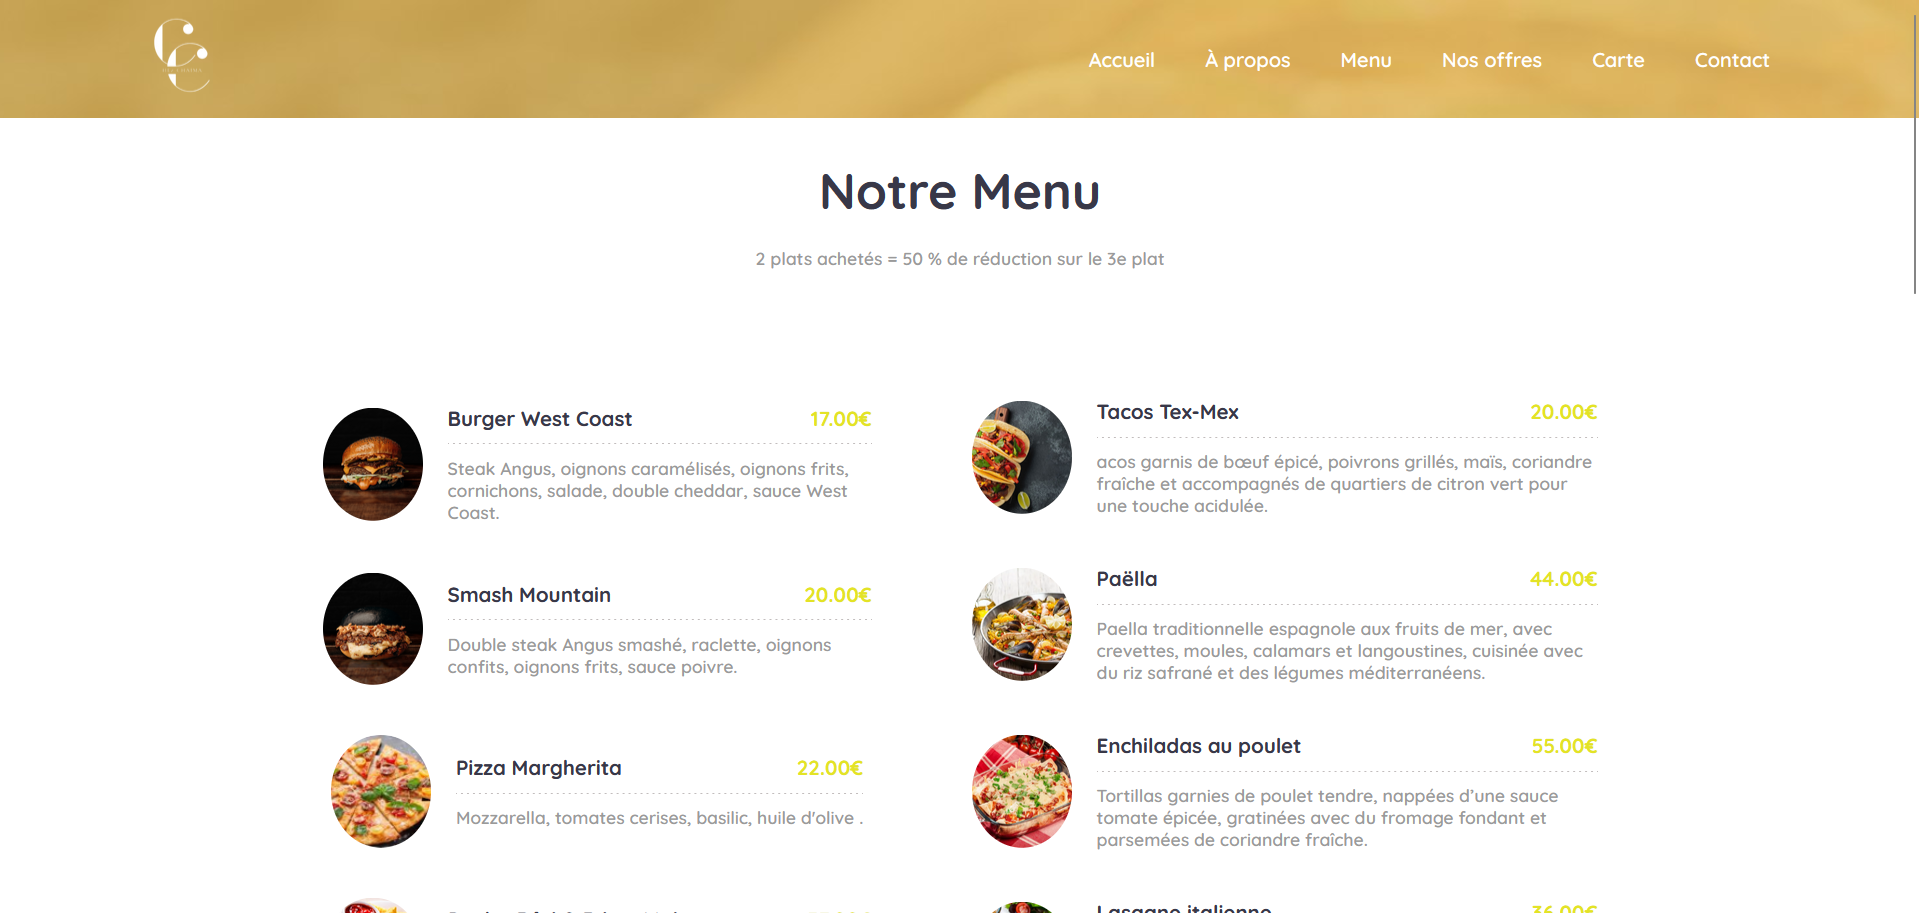 Accueil À propos Menu Nos offres Carte Contact
Notre Menu
2 plats achetés = 50 % de réduction sur le 3e plat
Burger West Coast 17.00€
Steak Angus, oignons caramélisés, oignons frits,
cornichons, salade, double cheddar, sauce West
Coast.
Smash Mountain 20.00€
Double steak Angus smashé, raclette, oignons
confits, oignons frits, sauce poivre.
Pizza Margherita 22.00€
Mozzarella, tomates cerises, basilic, huile d'olive .
Tacos Tex-Mex 20.00€
acos garnis de bœuf épicé, poivrons grillés, maïs, coriandre
fraîche et accompagnés de quartiers de citron vert pour
une touche acidulée.
Paëlla 44.00€
Paella traditionnelle espagnole aux fruits de mer, avec
crevettes, moules, calamars et langoustines, cuisinée avec
du riz safrané et des légumes méditerranéens.
Enchiladas au poulet 55.00€
Tortillas garnies de poulet tendre, nappées d’une sauce
tomate épicée, gratinées avec du fromage fondant et
parsemées de coriandre fraîche.
Lasagne italienne 36.00€